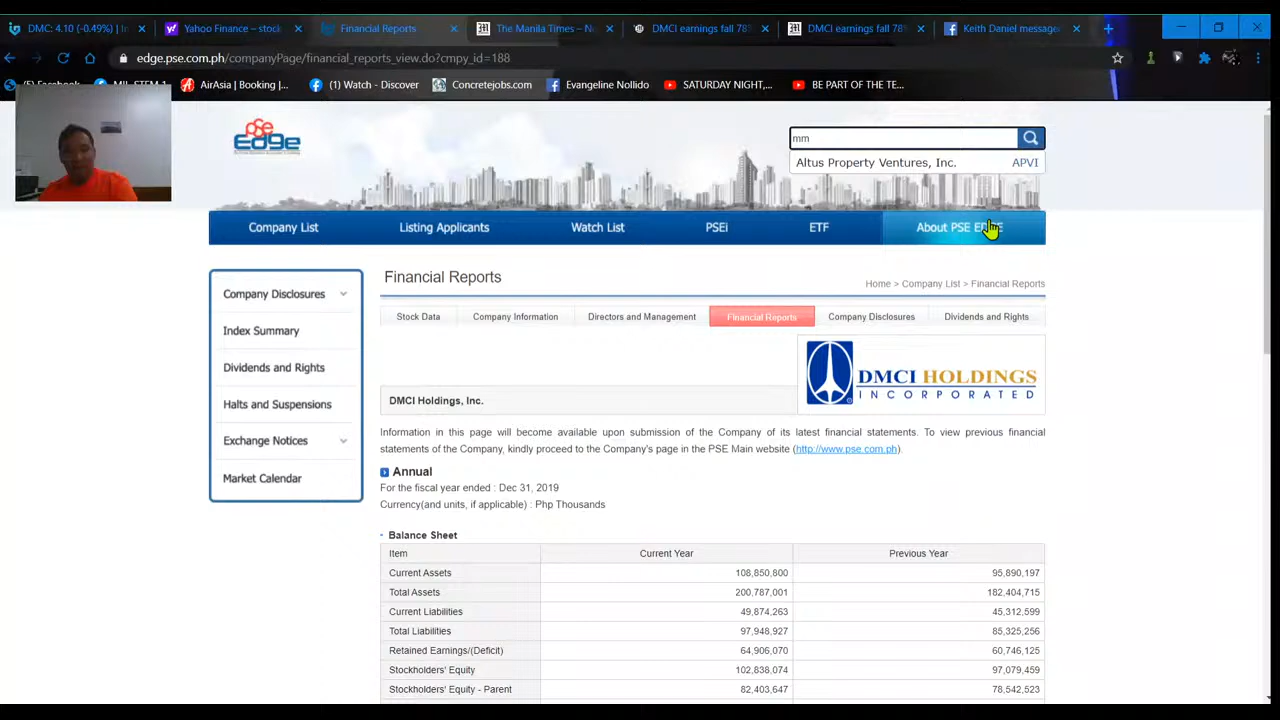 DMC: 4.10 (-0.49%) | In
Yahoo Finance – stock
Financial Reports
The Manila Times – No
DMCI earnings fall 78%
DMCI earnings fall 78%
Keith Daniel message
edge.pse.com.ph/companyPage/financial_reports_view.do?cmpy_id=188
AirAsia | Booking |...
(1) Watch - Discover
Concretejobs.com
Evangeline Nollido
SATURDAY NIGHT,...
BE PART OF THE TE...
pse
Edge
mm
Altus Property Ventures, Inc. APVI
Company List
Listing Applicants
Watch List
PSEi
ETF
About PSE EDGE
Company Disclosures
Index Summary
Dividends and Rights
Halts and Suspensions
Exchange Notices
Market Calendar
Financial Reports
Home > Company List > Financial Reports
Stock Data
Company Information
Directors and Management
Financial Reports
Company Disclosures
Dividends and Rights
DMCI HOLDINGS
INCORPORATED
DMCI Holdings, Inc.
Information in this page will become available upon submission of the Company of its latest financial statements. To view previous financial
statements of the Company, kindly proceed to the Company's page in the PSE Main website (http://www.pse.com.ph).
Annual
For the fiscal year ended : Dec 31, 2019
Currency(and units, if applicable) : Php Thousands
Balance Sheet
Item Current Year Previous Year
Current Assets 108,850,800 95,890,197
Total Assets 200,787,001 182,404,715
Current Liabilities 49,874,263 45,312,599
Total Liabilities 97,948,927 85,325,256
Retained Earnings/(Deficit) 64,906,070 60,746,125
Stockholders' Equity 102,838,074 97,079,459
Stockholders' Equity - Parent 82,403,647 78,542,523